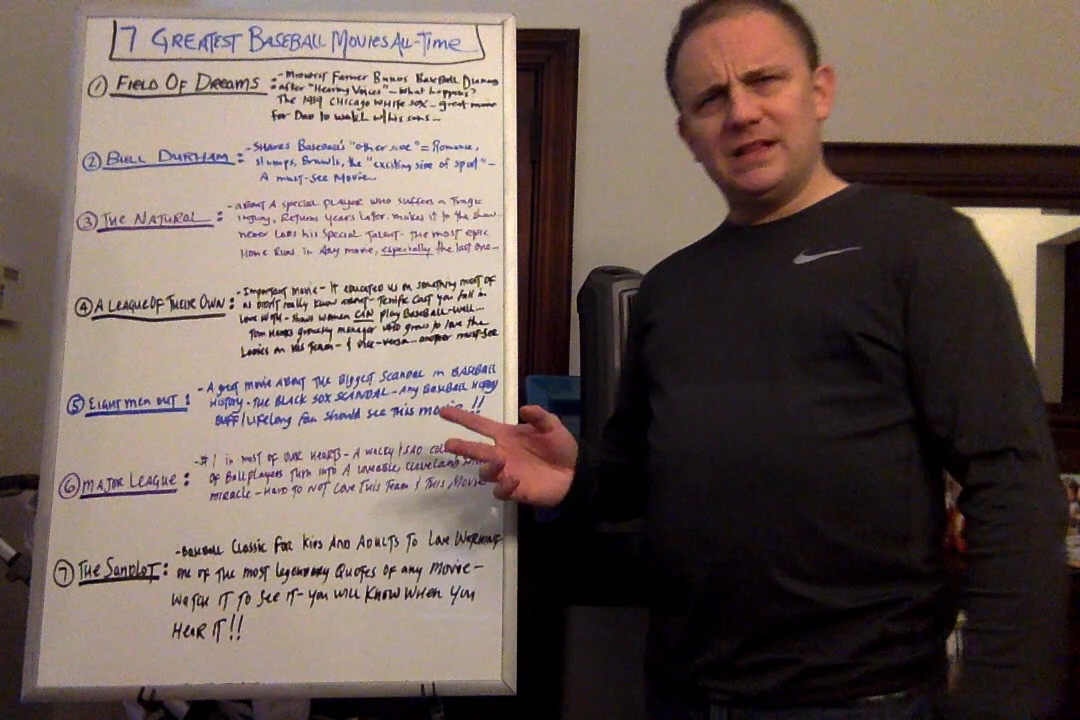 7 GREATEST BASEBALL MOVIES ALL-TIME
① FIELD OF DREAMS : - Midwest Farmer Builds Baseball Diamond
after "Hearing Voices" - What happens?
The 1919 Chicago White Sox - great movie
for Dad to watch w/his sons -
② BULL DURHAM : - Shares Baseball's "other side" = Romance,
slumps, Brawls, the "exciting side of sport" -
A must-see Movie
③ THE NATURAL : - about A special player who suffers a Tragic
injury, Returns years later. makes it to the show
never Lost his Special Talent - the most epic
Home Runs in Any movie, especially the last one -
④ A LEAGUE OF THEIR OWN : - Important movie - It educated us on something most of
us didn't really know about - Terrific cast you fall in
love with - shows women CAN play Baseball - well...
Tom Hanks grouchy manager who grows to love the
Ladies on his Team - & vice-versa - another must-see
⑤ EIGHT MEN OUT : - A great movie About The Biggest Scandal in BASEBALL
History - THE BLACK SOX SCANDAL - Any Baseball
BUFF/Lifelong fan should see This movie !!
⑥ MAJOR LEAGUE : - #1 in most of our hearts - A wacky/sad
of Ballplayers Turn into A loveable, Cleveland
miracle - Hard To Not Love This Team & This Movie
⑦ The Sandlot : - Baseball Classic for Kids And Adults To Love
one of the most legendary Quotes of any Movie -
WATCH IT To See it - You will Know when you
HEAR IT !!